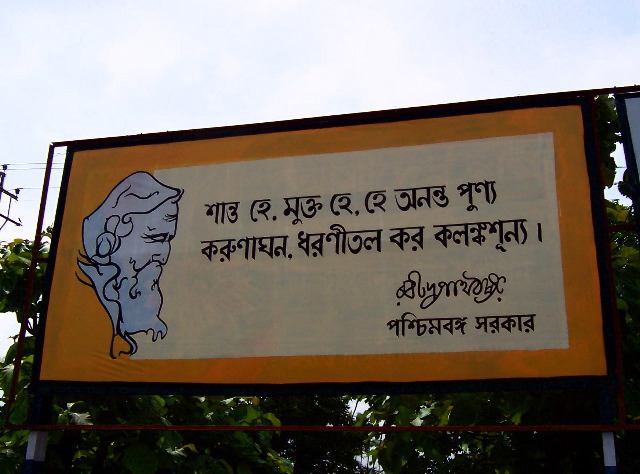 শান্ত হে, মুক্ত হে, হে অনন্ত পুণ্য
করুণাঘন, ধরণীতল কর কলঙ্কশূন্য।
রবীন্দ্রনাথ ঠাকুর
পশ্চিমবঙ্গ সরকার